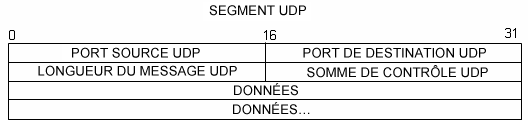 SEGMENT UDP
0 16 31
PORT SOURCE UDP PORT DE DESTINATION UDP
LONGUEUR DU MESSAGE UDP SOMME DE CONTRÔLE UDP
DONNÉES
DONNÉES...